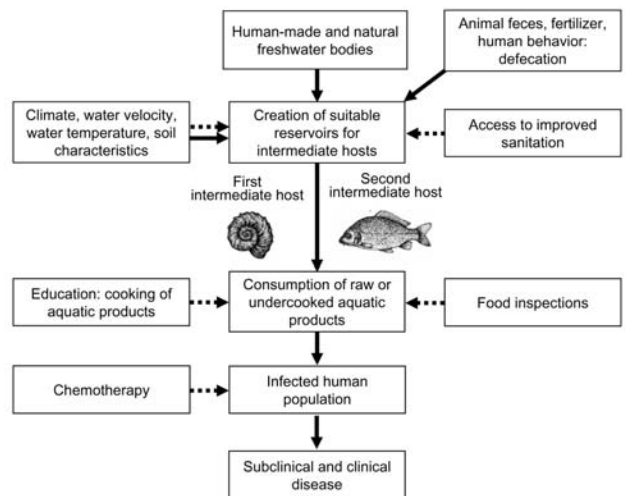 Human-made and natural
freshwater bodies
Animal feces, fertilizer,
human behavior:
defecation
Climate, water velocity,
water temperature, soil
characteristics
Creation of suitable
reservoirs for
intermediate hosts
Access to improved
sanitation
First
intermediate host
Second
intermediate host
Education: cooking of
aquatic products
Consumption of raw or
undercooked aquatic
products
Food inspections
Chemotherapy
Infected human
population
Subclinical and clinical
disease